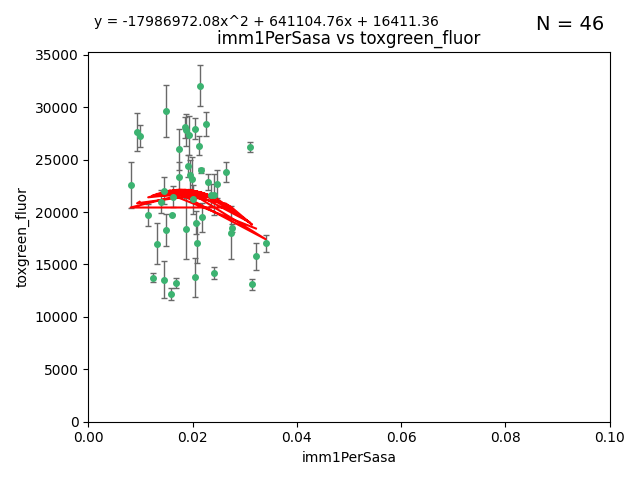 y = -17986972.08x^2 + 641104.76x + 16411.36
N = 46
imm1PerSasa vs toxgreen_fluor
35000
30000
25000
20000
15000
10000
5000
0
toxgreen_fluor
0.00 0.02 0.04 0.06 0.08 0.10
imm1PerSasa